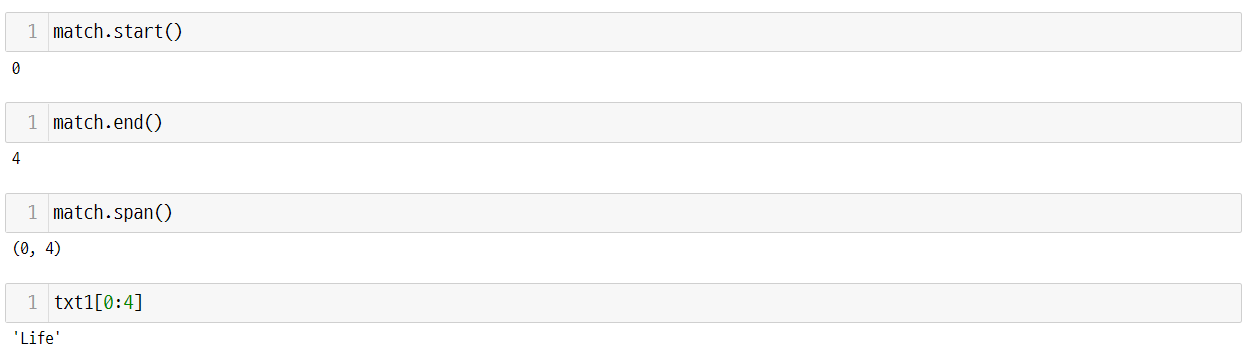 1 match.start()
0
1 match.end()
4
1 match.span()
(0, 4)
1 txt1[0:4]
'Life'